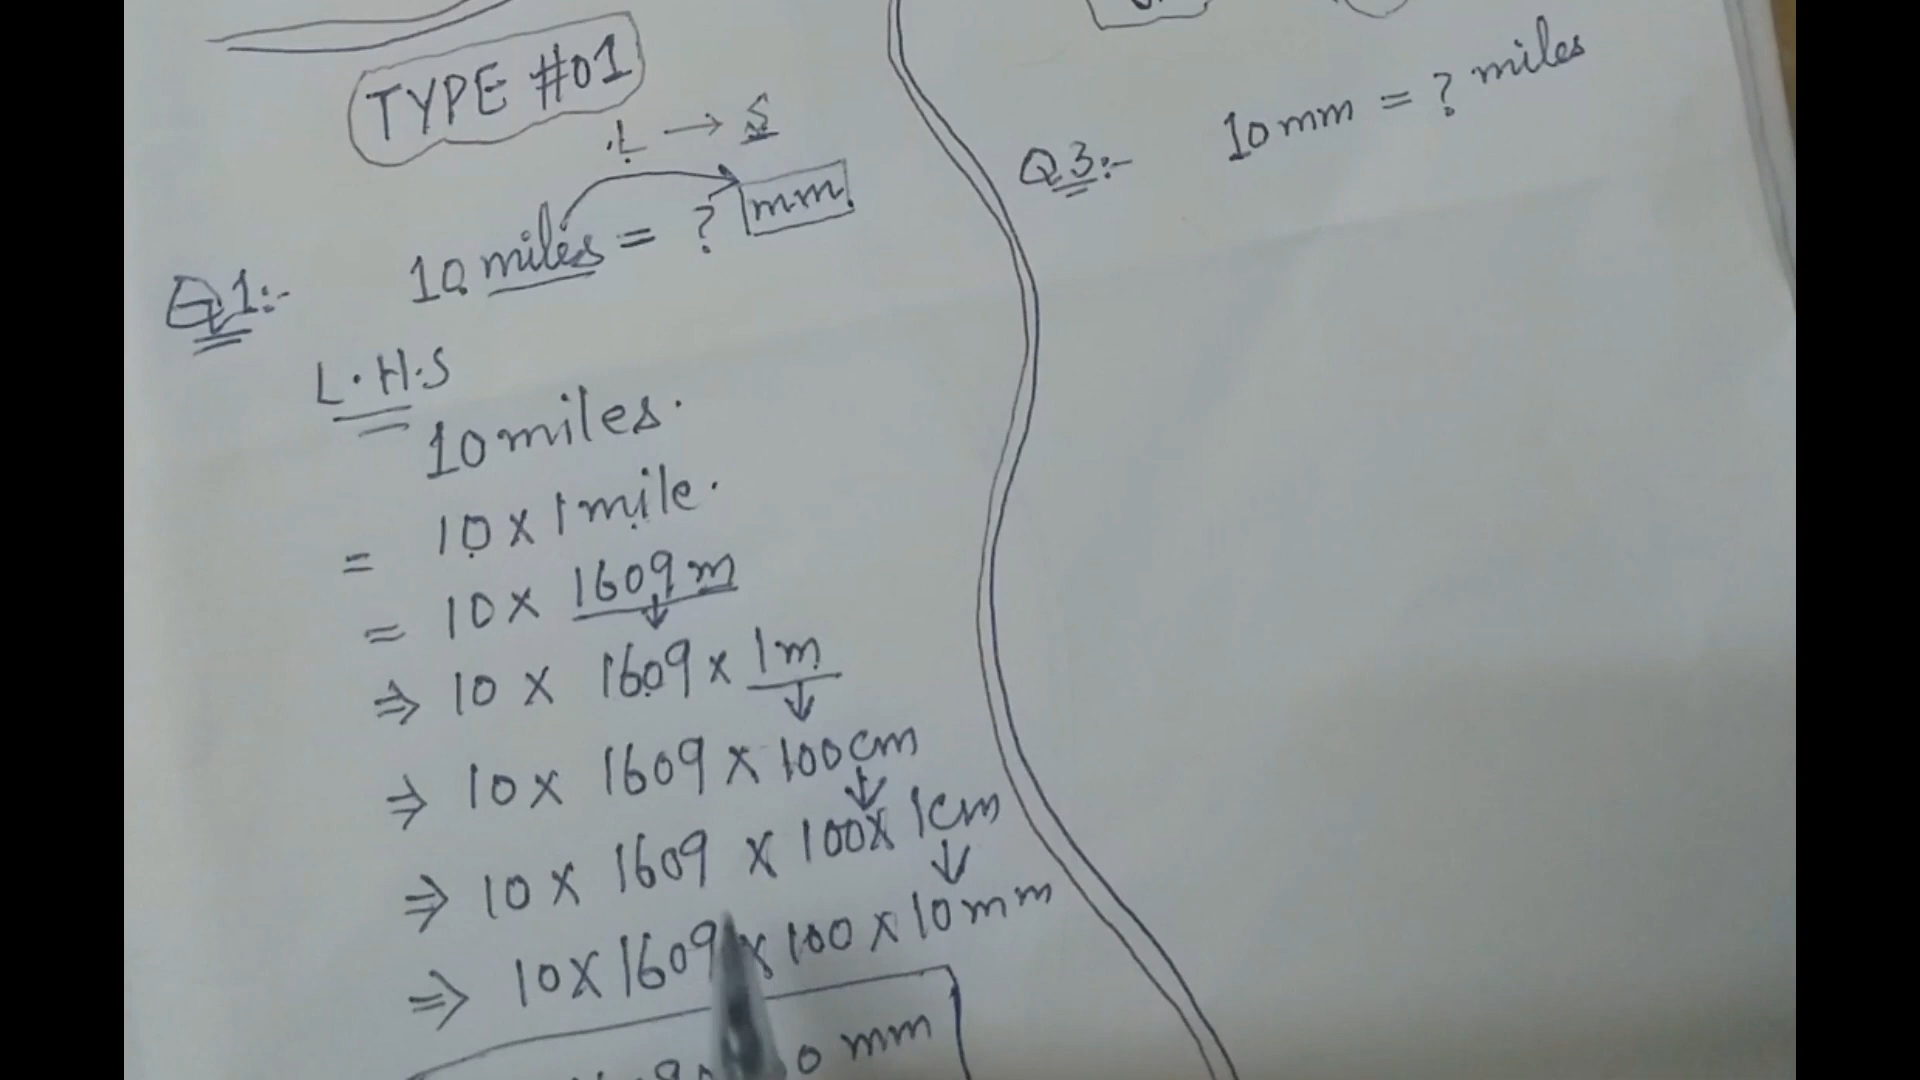 TYPE #01
L → S
Q1:- 10 miles = ? mm
L.H.S
10 miles.
= 10 x 1 mile.
= 10 x 1609 m
⇒ 10 x 1609 x 1m
⇒ 10 x 1609 x 100cm
⇒ 10 x 1609 x 100 x 1cm
⇒ 10 x 1609 x 100 x 10mm
0 mm
Q3:- 10 mm = ? miles